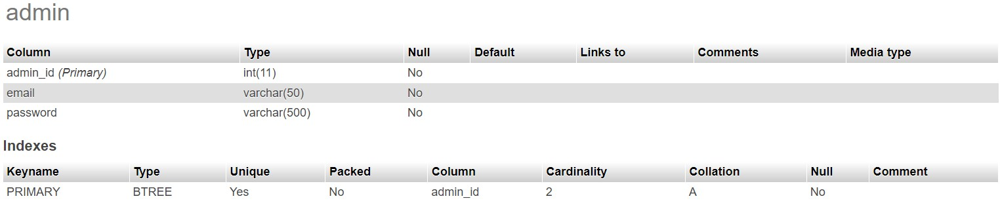 admin
Column Type Null Default Links to Comments Media type
admin_id (Primary) int(11) No
email varchar(50) No
password varchar(500) No
Indexes
Keyname Type Unique Packed Column Cardinality Collation Null Comment
PRIMARY BTREE Yes No admin_id 2 A No